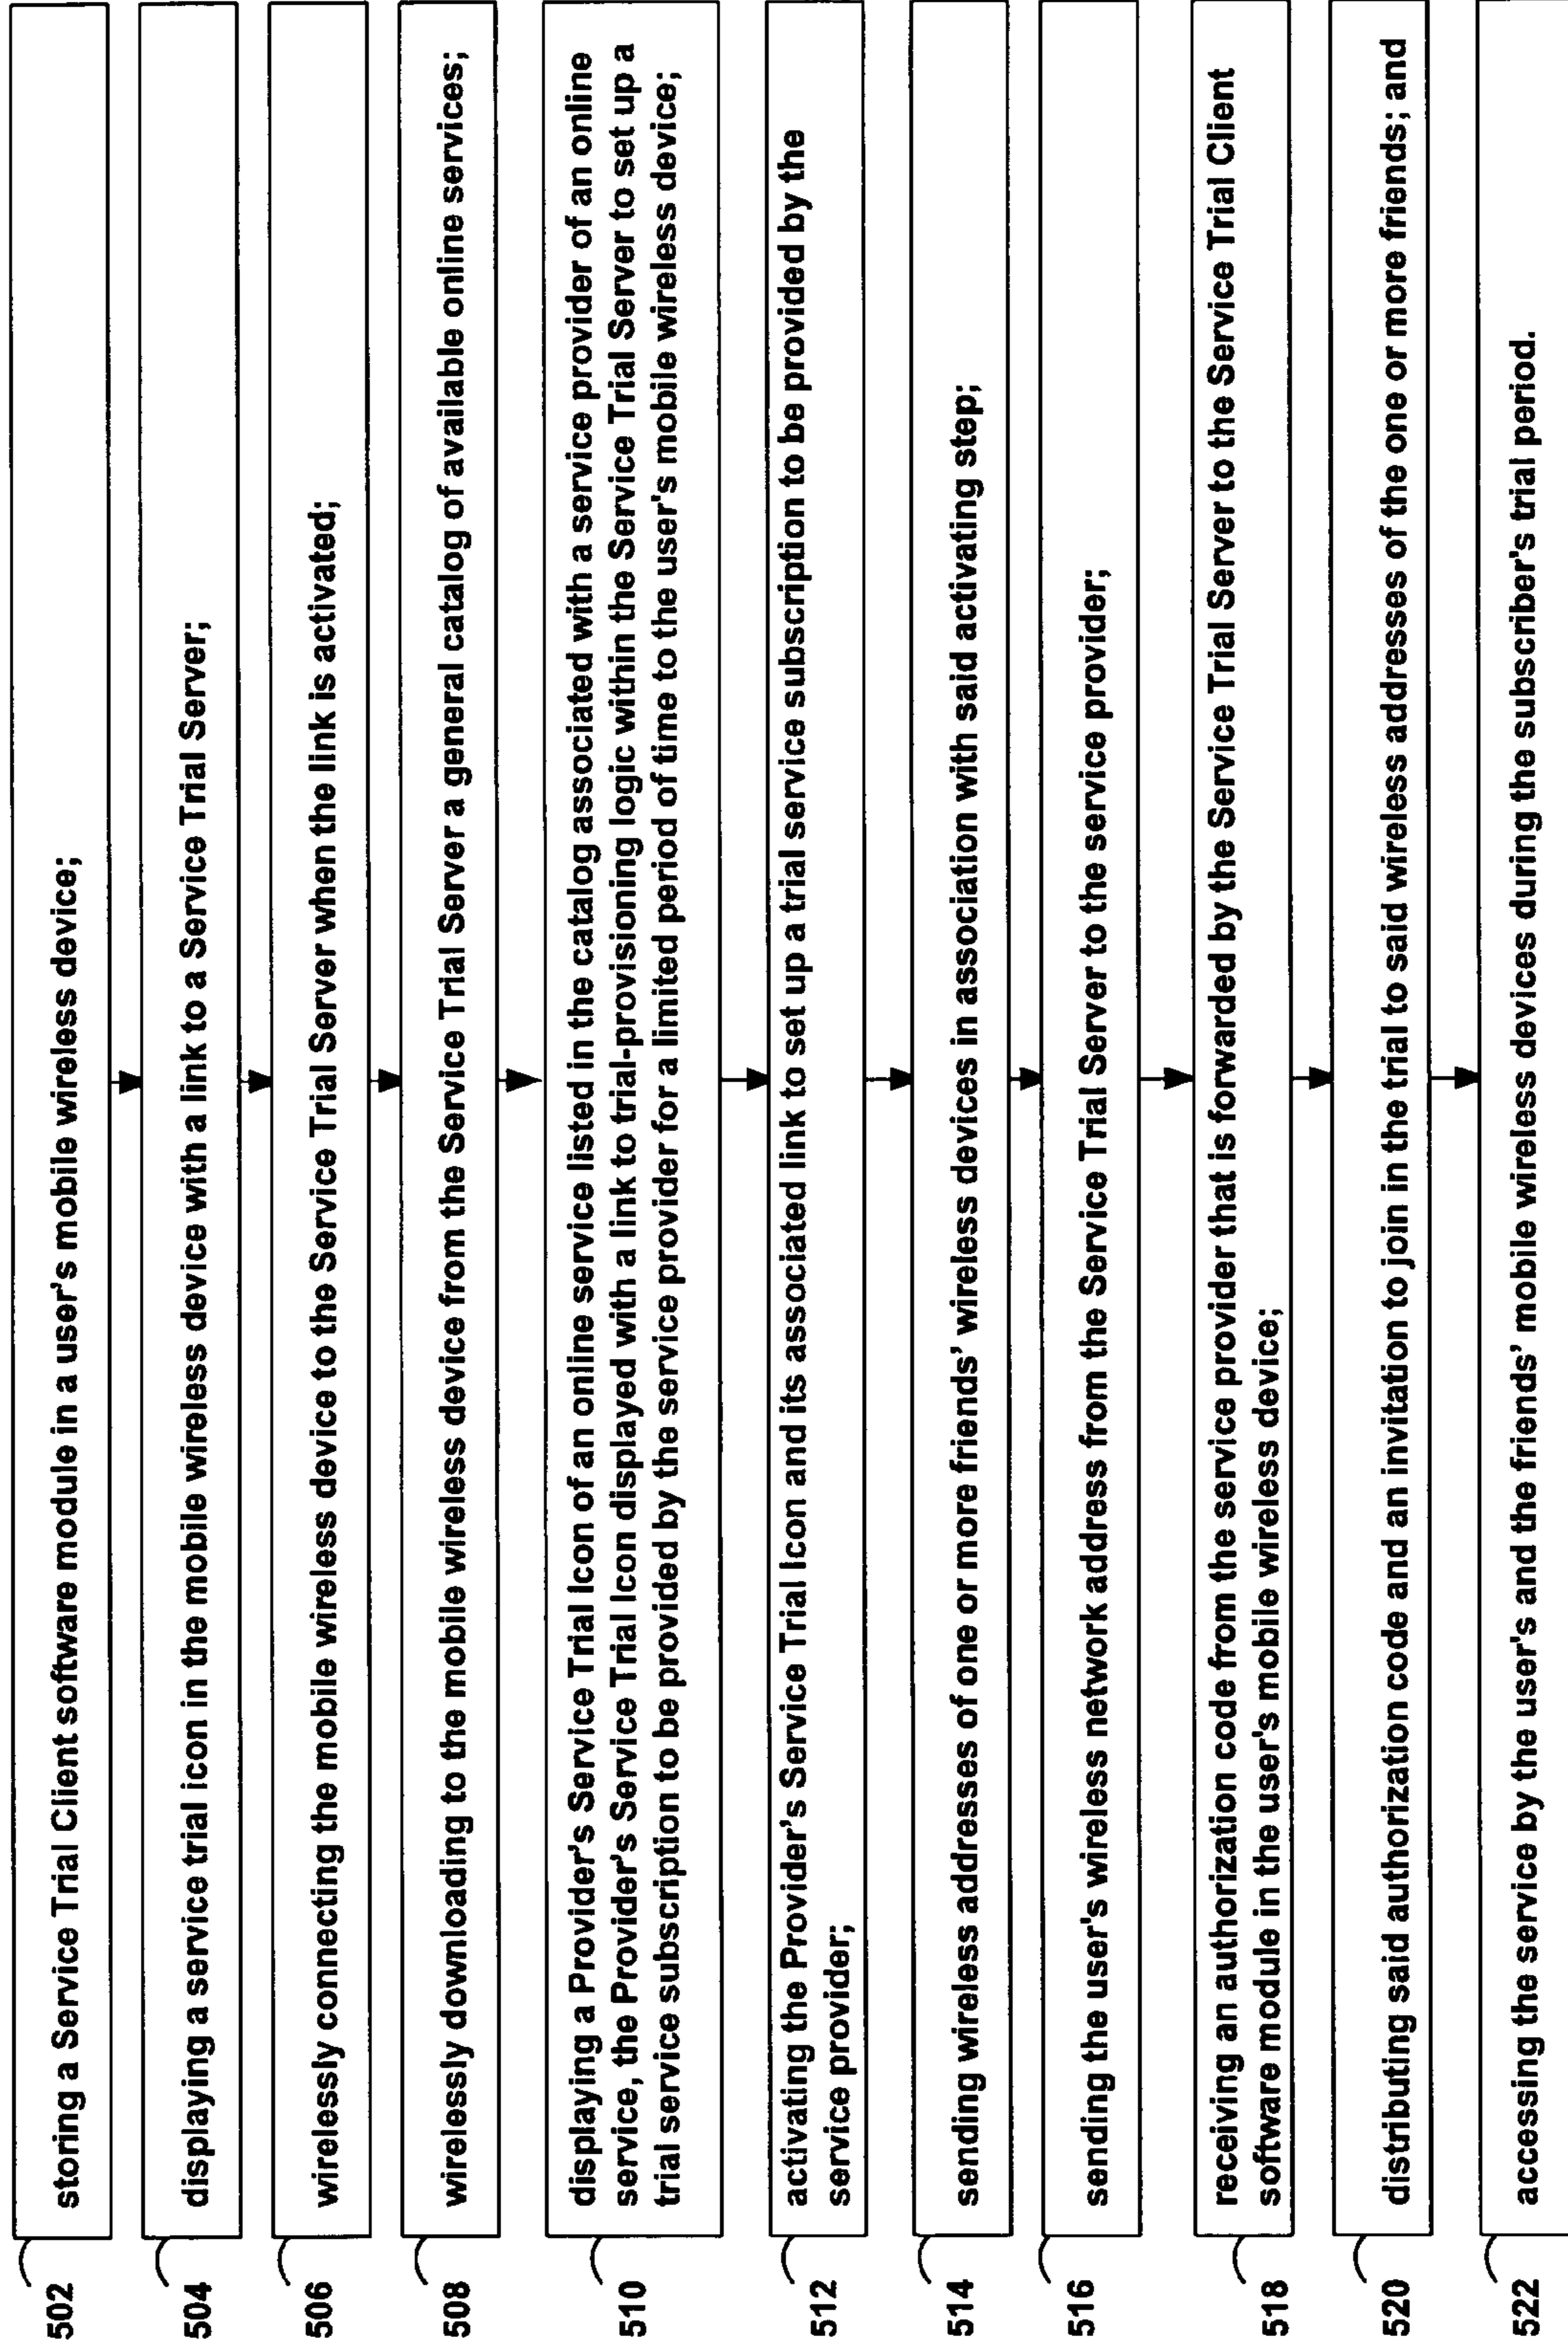 502
storing a Service Trial Client software module in a user's mobile wireless device;
504
displaying a service trial icon in the mobile wireless device with a link to a Service Trial Server;
506
wirelessly connecting the mobile wireless device to the Service Trial Server when the link is activated;
508
wirelessly downloading to the mobile wireless device from the Service Trial Server a general catalog of available online services;
510
displaying a Provider's Service Trial Icon of an online service listed in the catalog associated with a service provider of an online
service, the Provider's Service Trial Icon displayed with a link to trial-provisioning logic within the Service Trial Server to set up a
trial service subscription to be provided by the service provider for a limited period of time to the user's mobile wireless device;
512
activating the Provider's Service Trial Icon and its associated link to set up a trial service subscription to be provided by the
service provider;
514
sending wireless addresses of one or more friends' wireless devices in association with said activating step;
516
sending the user's wireless network address from the Service Trial Server to the service provider;
518
receiving an authorization code from the service provider that is forwarded by the Service Trial Server to the Service Trial Client
software module in the user's mobile wireless device;
520
distributing said authorization code and an invitation to join in the trial to said wireless addresses of the one or more friends; and
522
accessing the service by the user's and the friends' mobile wireless devices during the subscriber's trial period.